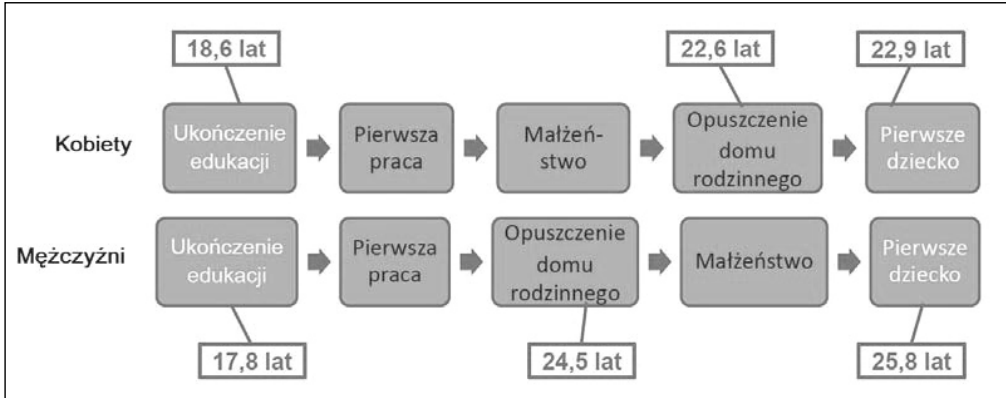 18,6 lat
22,6 lat
22,9 lat
Kobiety
Ukończenie
edukacji
Pierwsza
praca
Małżeń-
stwo
Opuszczenie
domu
rodzinnego
Pierwsze
dziecko
Mężczyźni
Ukończenie
edukacji
Pierwsza
praca
Opuszczenie
domu
rodzinnego
Małżeństwo
Pierwsze
dziecko
17,8 lat
24,5 lat
25,8 lat